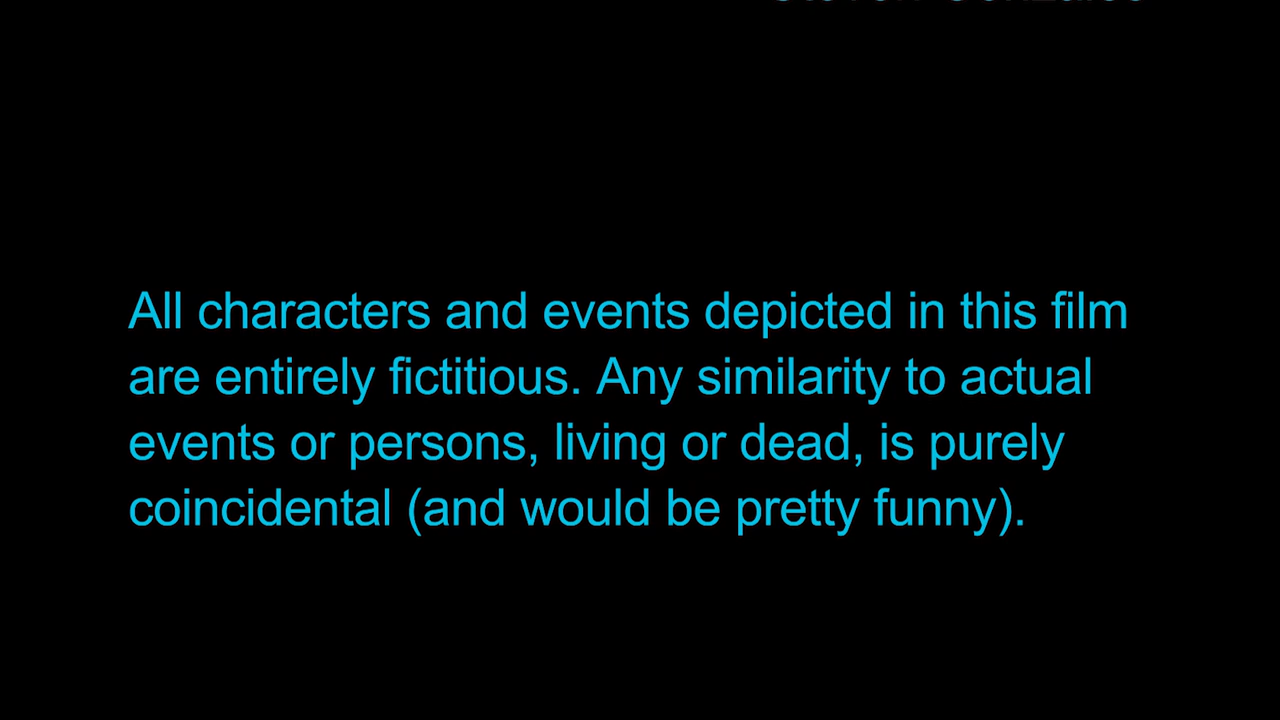 All characters and events depicted in this film
are entirely fictitious. Any similarity to actual
events or persons, living or dead, is purely
coincidental (and would be pretty funny).